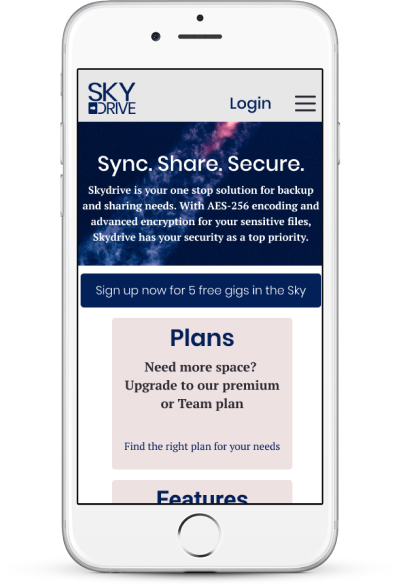 SKY
DRIVE
Login
Sync. Share. Secure.
Skydrive is your one stop solution for backup
and sharing needs. With AES-256 encoding and
advanced encryption for your sensitive files,
Skydrive has your security as a top priority.
Sign up now for 5 free gigs in the Sky
Plans
Need more space?
Upgrade to our premium
or Team plan
Find the right plan for your needs
Features